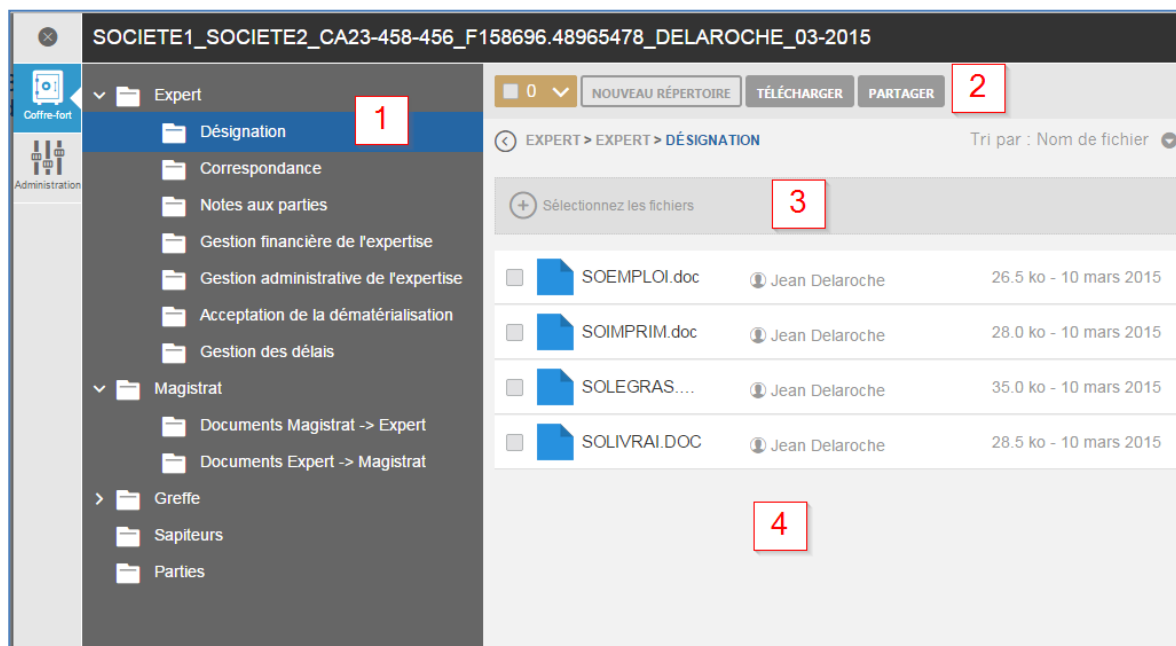 SOCIETE1_SOCIETE2_CA23-458-456_F158696.48965478_DELAROCHE_03-2015
Coffre-fort
Administration
Expert
1
Désignation
Correspondance
Notes aux parties
Gestion financière de l'expertise
Gestion administrative de l'expertise
Acceptation de la dématérialisation
Gestion des délais
Magistrat
Documents Magistrat -> Expert
Documents Expert -> Magistrat
Greffe
Sapiteurs
Parties
0 NOUVEAU RÉPERTOIRE TÉLÉCHARGER PARTAGER 2
EXPERT > EXPERT > DÉSIGNATION Tri par : Nom de fichier
Sélectionnez les fichiers 3
SOEMPLOI.doc Jean Delaroche 26.5 ko - 10 mars 2015
SOIMPRIM.doc Jean Delaroche 28.0 ko - 10 mars 2015
SOLEGRAS.... Jean Delaroche 35.0 ko - 10 mars 2015
SOLIVRAI.DOC Jean Delaroche 28.5 ko - 10 mars 2015
4